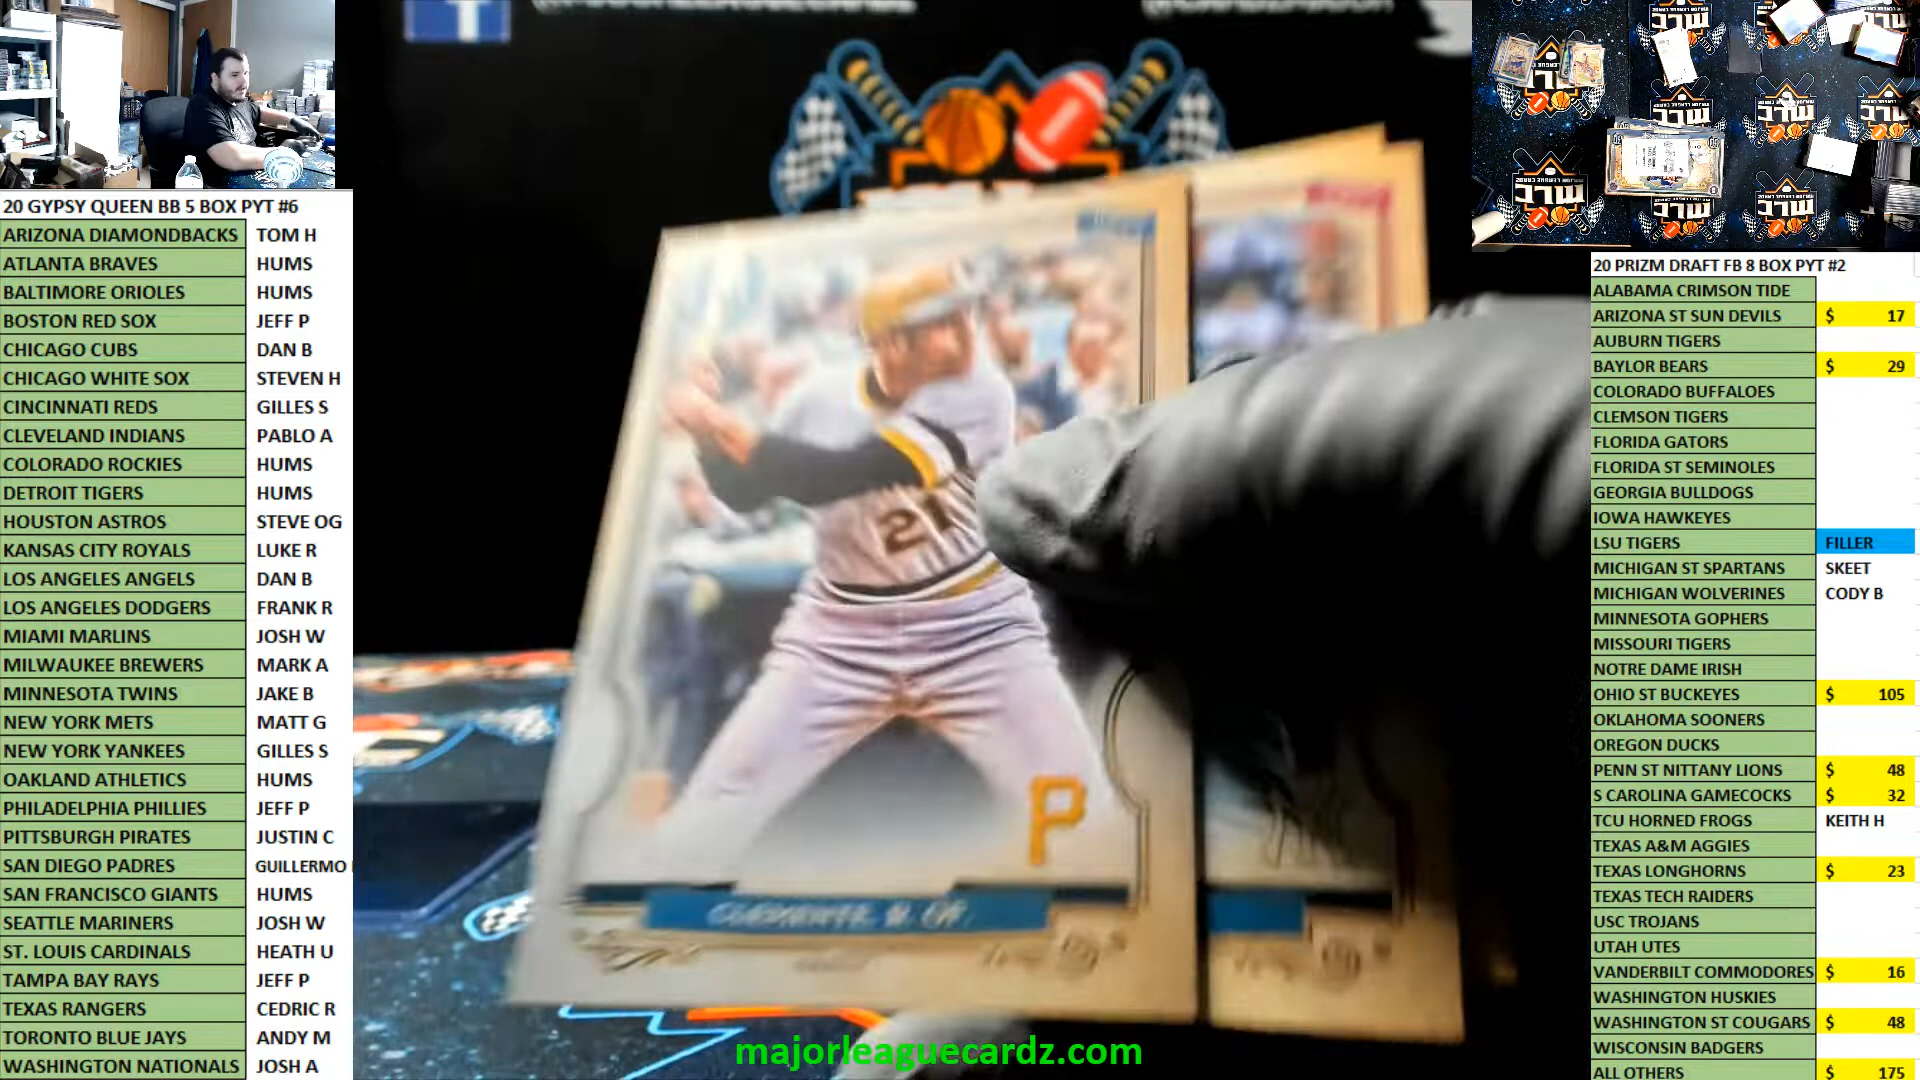 20 GYPSY QUEEN BB 5 BOX PYT #6
ARIZONA DIAMONDBACKS TOM H
ATLANTA BRAVES HUMS
BALTIMORE ORIOLES HUMS
BOSTON RED SOX JEFF P
CHICAGO CUBS DAN B
CHICAGO WHITE SOX STEVEN H
CINCINNATI REDS GILLES S
CLEVELAND INDIANS PABLO A
COLORADO ROCKIES HUMS
DETROIT TIGERS HUMS
HOUSTON ASTROS STEVE OG
KANSAS CITY ROYALS LUKE R
LOS ANGELES ANGELS DAN B
LOS ANGELES DODGERS FRANK R
MIAMI MARLINS JOSH W
MILWAUKEE BREWERS MARK A
MINNESOTA TWINS JAKE B
NEW YORK METS MATT G
NEW YORK YANKEES GILLES S
OAKLAND ATHLETICS HUMS
PHILADELPHIA PHILLIES JEFF P
PITTSBURGH PIRATES JUSTIN C
SAN DIEGO PADRES GUILLERMO
SAN FRANCISCO GIANTS HUMS
SEATTLE MARINERS JOSH W
ST. LOUIS CARDINALS HEATH U
TAMPA BAY RAYS JEFF P
TEXAS RANGERS CEDRIC R
TORONTO BLUE JAYS ANDY M
WASHINGTON NATIONALS JOSH A
21
P
majorleaguecardz.com
20 PRIZM DRAFT FB 8 BOX PYT #2
ALABAMA CRIMSON TIDE
ARIZONA ST SUN DEVILS $ 17
AUBURN TIGERS
BAYLOR BEARS $ 29
COLORADO BUFFALOES
CLEMSON TIGERS
FLORIDA GATORS
FLORIDA ST SEMINOLES
GEORGIA BULLDOGS
IOWA HAWKEYES
LSU TIGERS FILLER
MICHIGAN ST SPARTANS SKEET
MICHIGAN WOLVERINES CODY B
MINNESOTA GOPHERS
MISSOURI TIGERS
NOTRE DAME IRISH
OHIO ST BUCKEYES $ 105
OKLAHOMA SOONERS
OREGON DUCKS
PENN ST NITTANY LIONS $ 48
S CAROLINA GAMECOCKS $ 32
TCU HORNED FROGS KEITH H
TEXAS A&M AGGIES
TEXAS LONGHORNS $ 23
TEXAS TECH RAIDERS
USC TROJANS
UTAH UTES
VANDERBILT COMMODORES $ 16
WASHINGTON HUSKIES
WASHINGTON ST COUGARS $ 48
WISCONSIN BADGERS
ALL OTHERS $ 175